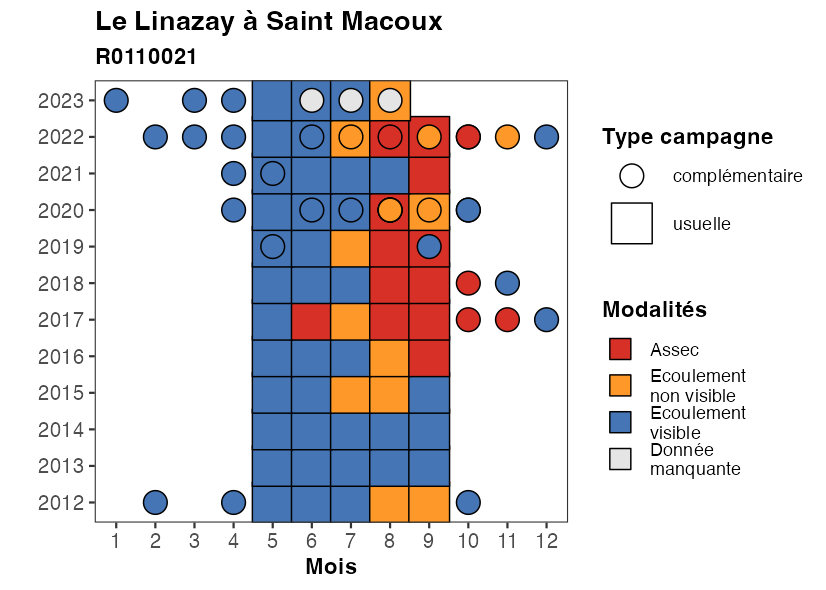 Le Linazay à Saint Macoux
R0110021
2023
2022
2021
2020
2019
2018
2017
2016
2015
2014
2013
2012
1 2 3 4 5 6 7 8 9 10 11 12
Mois
Type campagne
complémentaire
usuelle
Modalités
Assec
Ecoulement
non visible
Ecoulement
visible
Donnée
manquante